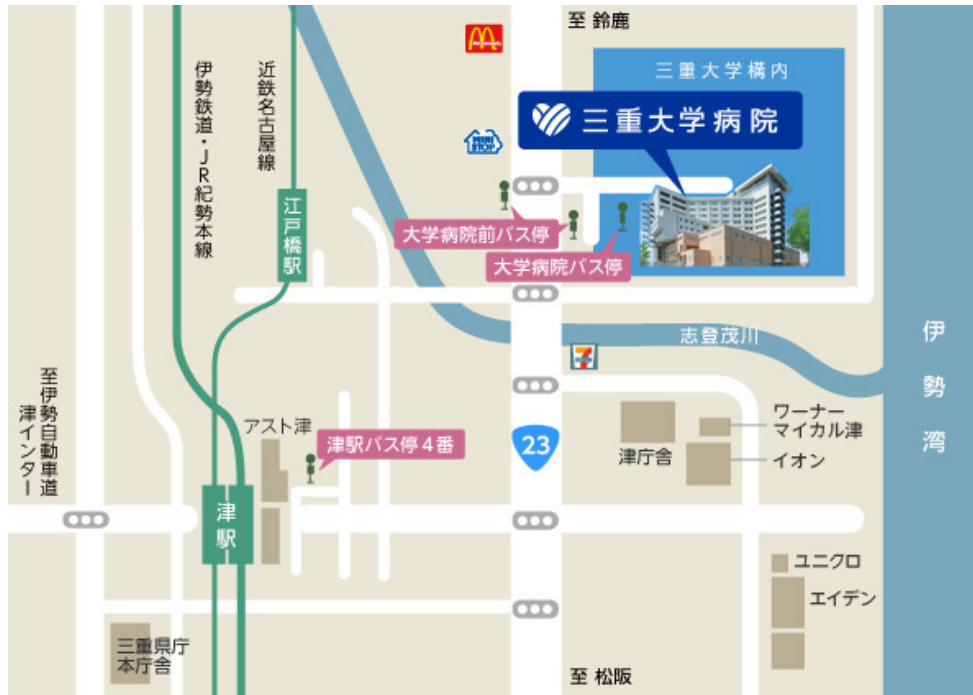 至 鈴鹿
三重大学構内
三重大学病院
伊勢鉄道・JR紀勢本線
近鉄名古屋線
McDonald's
MINI
STOP
江戸橋駅
大学病院前バス停
大学病院バス停
志登茂川
伊勢湾
7
ELEVEN
至伊勢自動車道
津インター
アスト津
津駅バス停4番
23
津庁舎
ワーナー
マイカル津
イオン
津駅
ユニクロ
エイデン
三重県庁
本庁舎
至 松阪